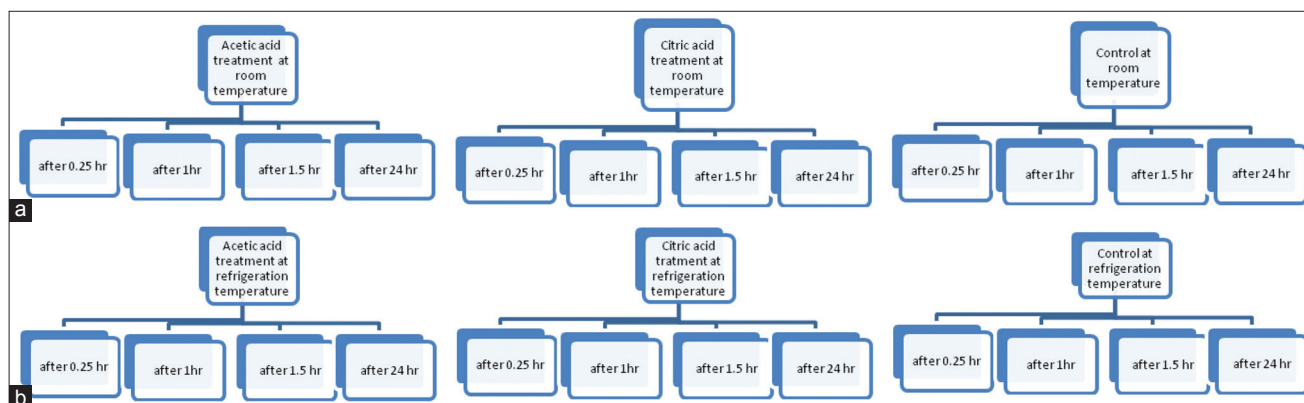 Acetic acid
treatment at
room
temperature
Citric acid
treatment at
room
temperature
Control at
room
temperature
after 0.25 hr
after 1hr
after 1.5 hr
after 24 hr
after 0.25 hr
after 1hr
after 1.5 hr
after 24 hr
after 0.25 hr
after 1hr
after 1.5 hr
after 24 hr
a
Acetic acid
treatment at
refrigeration
temperature
Citric acid
tratment at
refrigeration
temperature
Control at
refrigeration
temperature
after 0.25 hr
after 1hr
after 1.5 hr
after 24 hr
after 0.25 hr
after 1hr
after 1.5 hr
after 24 hr
after 0.25 hr
after 1hr
after 1.5 hr
after 24 hr
b